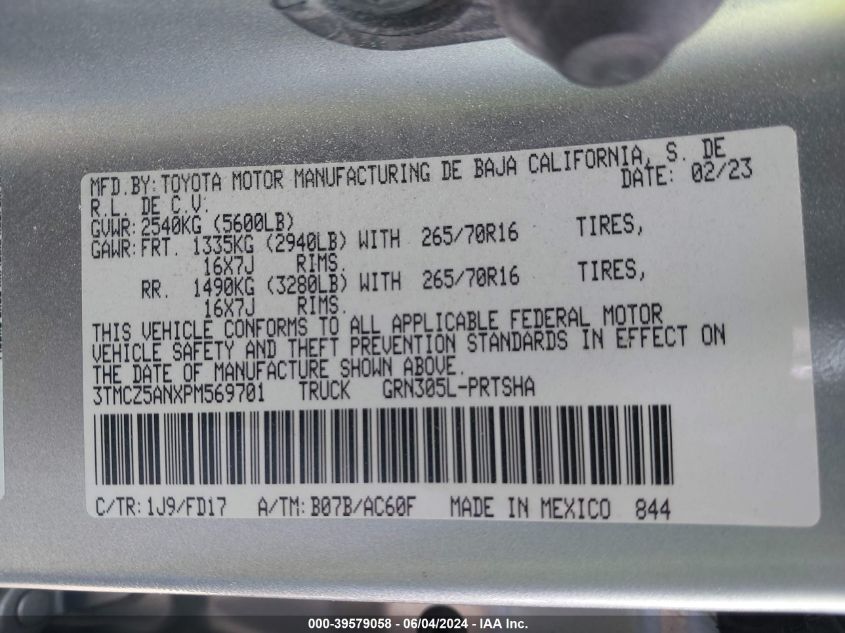 MFD.BY: TOYOTA MOTOR MANUFACTURING DE BAJA CALIFORNIA, S. DE
R.L. DE C.V. DATE: 02/23
GVWR: 2540KG (5600LB)
GAWR: FRT. 1335KG (2940LB) WITH 265/70R16 TIRES,
16X7J RIMS.
RR. 1490KG (3280LB) WITH 265/70R16 TIRES,
16X7J RIMS.
THIS VEHICLE CONFORMS TO ALL APPLICABLE FEDERAL MOTOR
VEHICLE SAFETY AND THEFT PREVENTION STANDARDS IN EFFECT ON
THE DATE OF MANUFACTURE SHOWN ABOVE.
3TMCZ5ANXPM569701 TRUCK GRN305L-PRTSHA
C/TR: 1J9/FD17 A/TM: B07B/AC60F MADE IN MEXICO 844
000-39579058 - 06/04/2024 - IAA Inc.